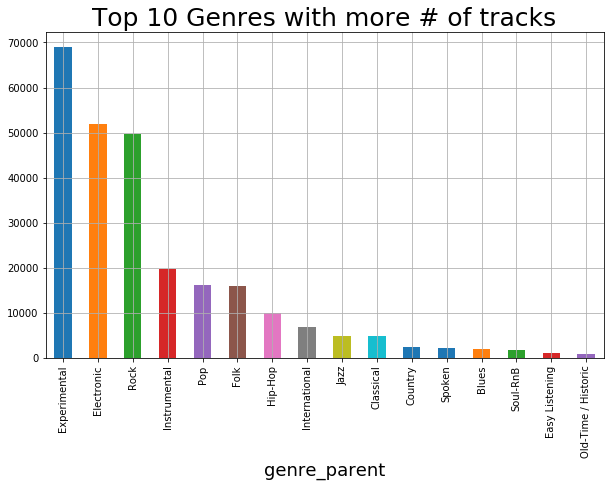 Top 10 Genres with more # of tracks
70000
60000
50000
40000
30000
20000
10000
0
Experimental
Electronic
Rock
Instrumental
Pop
Folk
Hip-Hop
International
Jazz
Classical
Country
Spoken
Blues
Soul-RnB
Easy Listening
Old-Time / Historic
genre_parent